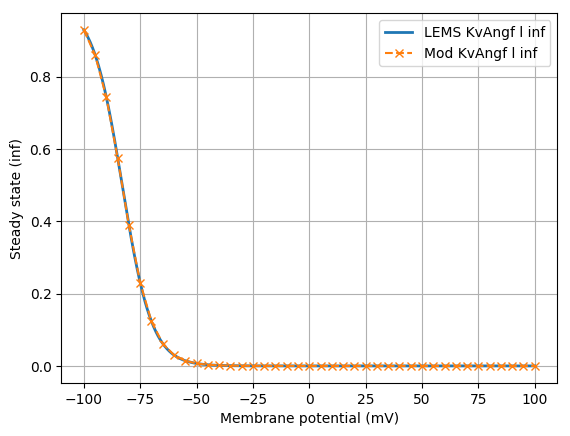 LEMS KvAngf l inf
Mod KvAngf l inf
Steady state (inf)
0.8
0.6
0.4
0.2
0.0
−100 −75 −50 −25 0 25 50 75 100
Membrane potential (mV)